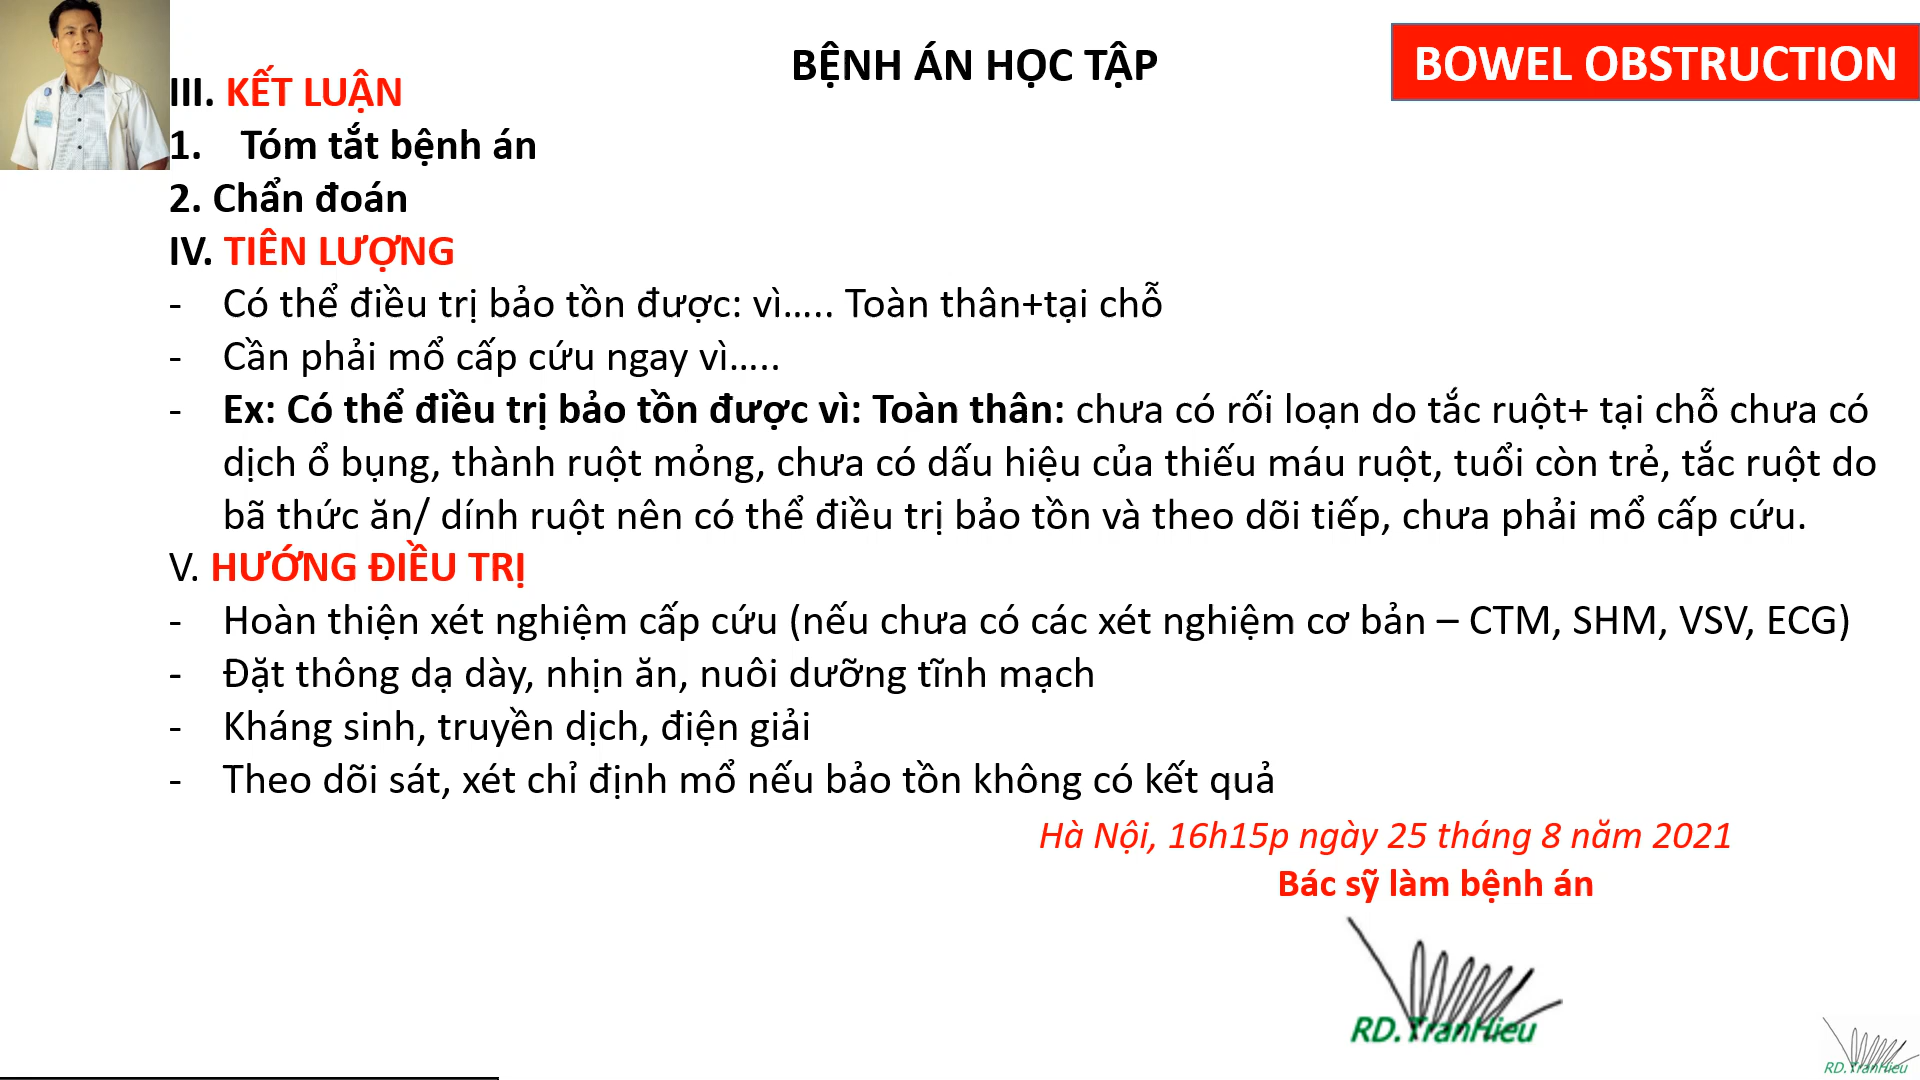 BỆNH ÁN HỌC TẬP
BOWEL OBSTRUCTION
III. KẾT LUẬN
1. Tóm tắt bệnh án
2. Chẩn đoán
IV. TIÊN LƯỢNG
- Có thể điều trị bảo tồn được: vì..... Toàn thân+tại chỗ
- Cần phải mổ cấp cứu ngay vì.....
- Ex: Có thể điều trị bảo tồn được vì: Toàn thân: chưa có rối loạn do tắc ruột+ tại chỗ chưa có
dịch ổ bụng, thành ruột mỏng, chưa có dấu hiệu của thiếu máu ruột, tuổi còn trẻ, tắc ruột do
bã thức ăn/ dính ruột nên có thể điều trị bảo tồn và theo dõi tiếp, chưa phải mổ cấp cứu.
V. HƯỚNG ĐIỀU TRỊ
- Hoàn thiện xét nghiệm cấp cứu (nếu chưa có các xét nghiệm cơ bản – CTM, SHM, VSV, ECG)
- Đặt thông dạ dày, nhịn ăn, nuôi dưỡng tĩnh mạch
- Kháng sinh, truyền dịch, điện giải
- Theo dõi sát, xét chỉ định mổ nếu bảo tồn không có kết quả
Hà Nội, 16h15p ngày 25 tháng 8 năm 2021
Bác sỹ làm bệnh án
RD.TranHieu
RD.TranHieu